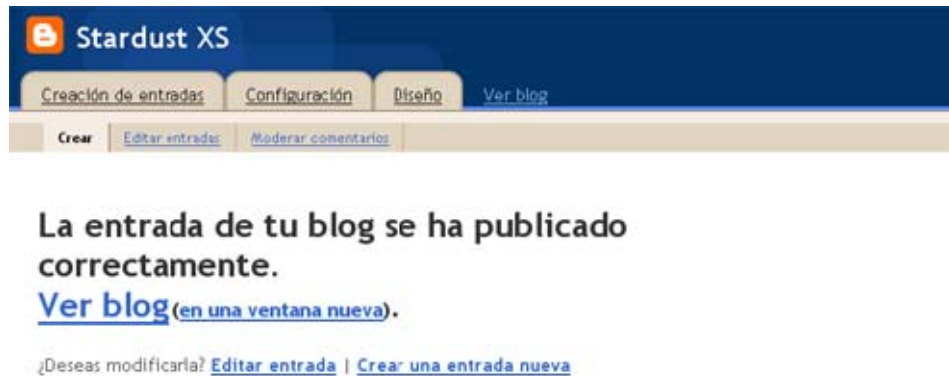 Stardust XS
Creación de entradas Configuración Diseño Ver blog
Crear Editar entradas Moderar comentarios
La entrada de tu blog se ha publicado
correctamente.
Ver blog (en una ventana nueva).
¿Deseas modificarla? Editar entrada | Crear una entrada nueva